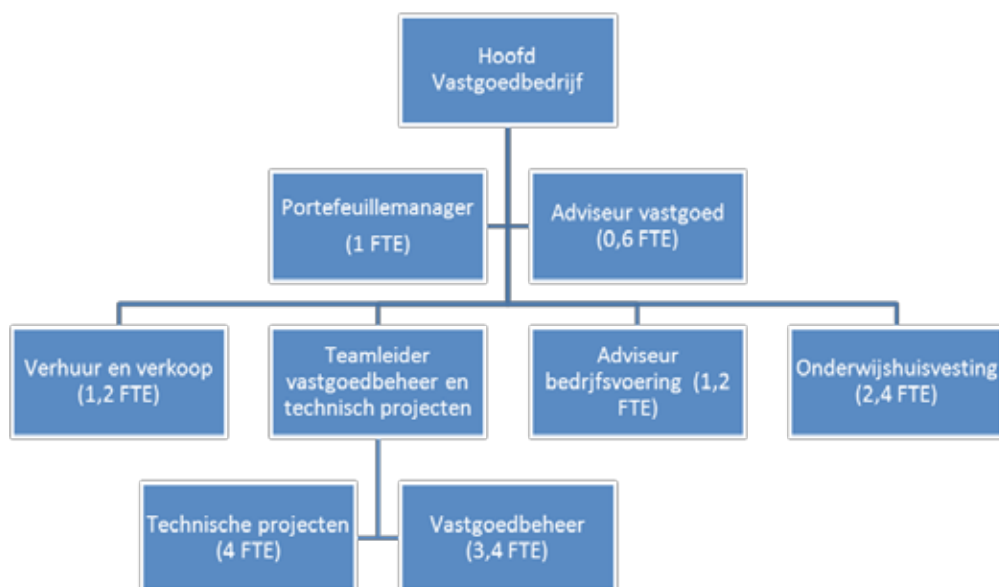 Hoofd
Vastgoedbedrijf
Portefeuillemanager
(1 FTE)
Adviseur vastgoed
(0,6 FTE)
Verhuur en verkoop
(1,2 FTE)
Teamleider
vastgoedbeheer en
technisch projecten
Adviseur
bedrjfsvoering (1,2
FTE)
Onderwijshuisvesting
(2,4 FTE)
Technische projecten
(4 FTE)
Vastgoedbeheer
(3,4 FTE)